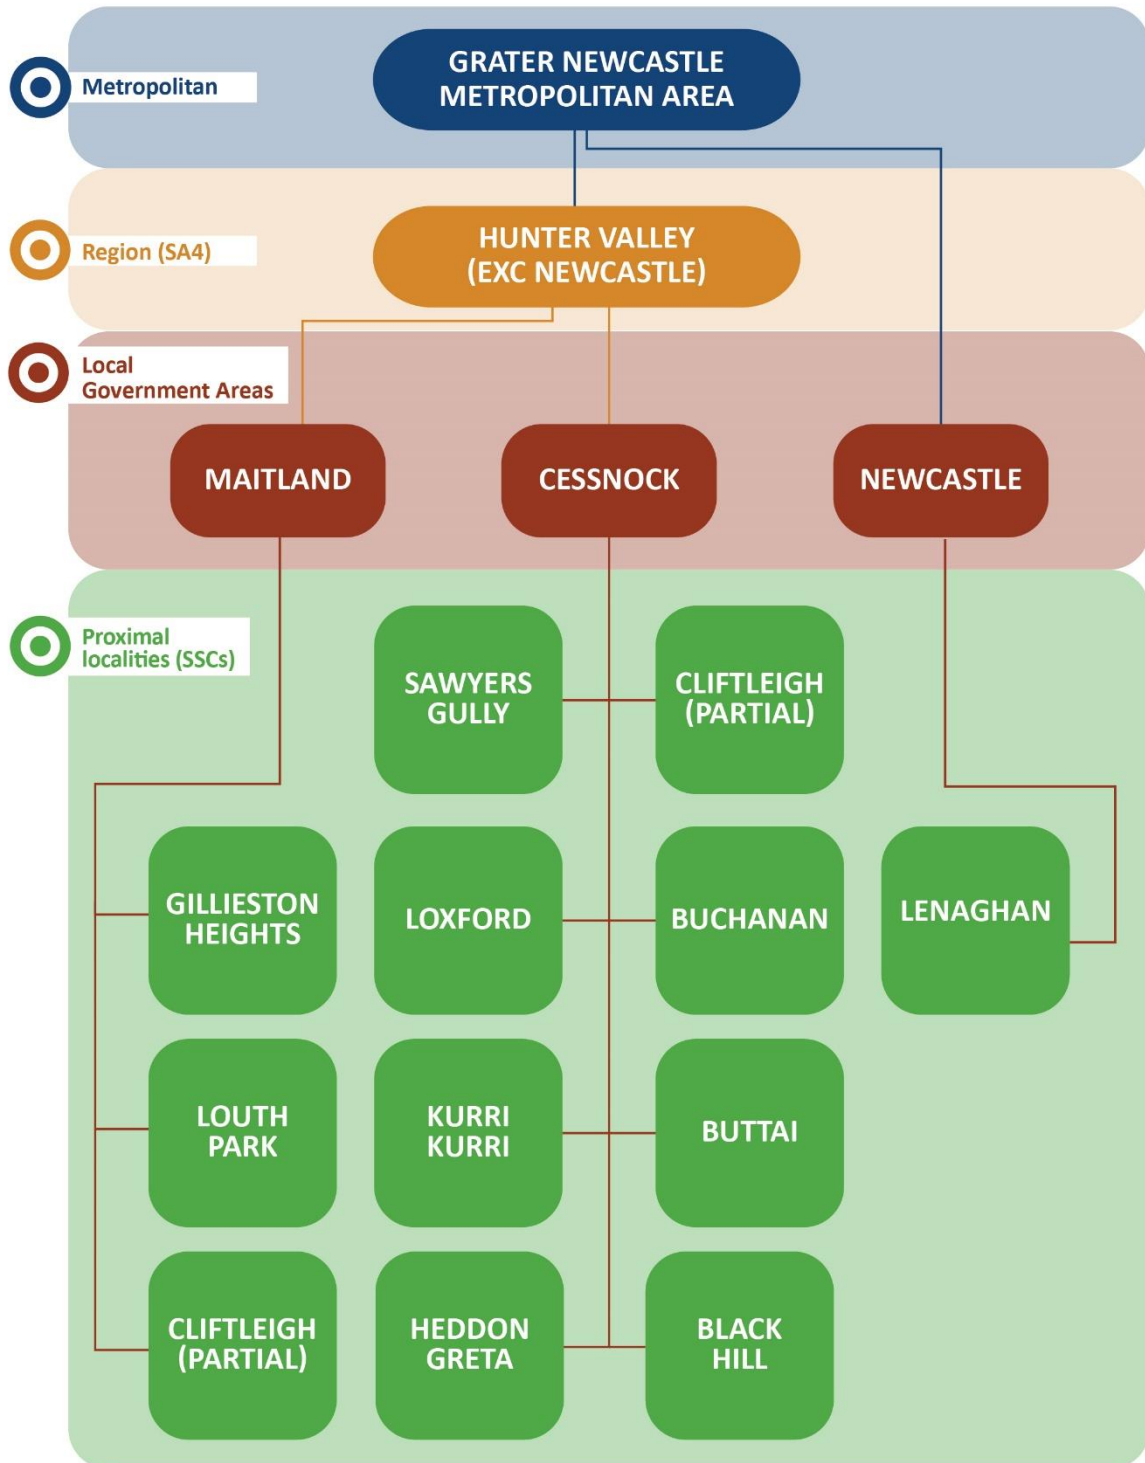 Metropolitan
GRATER NEWCASTLE
METROPOLITAN AREA
Region (SA4)
HUNTER VALLEY
(EXC NEWCASTLE)
Local
Government Areas
MAITLAND
CESSNOCK
NEWCASTLE
Proximal
localities (SSCs)
SAWYERS
GULLY
CLIFTLEIGH
(PARTIAL)
GILLIESTON
HEIGHTS
LOXFORD
BUCHANAN
LENAGHAN
LOUTH
PARK
KURRI
KURRI
BUTTAI
CLIFTLEIGH
(PARTIAL)
HEDDON
GRETA
BLACK
HILL